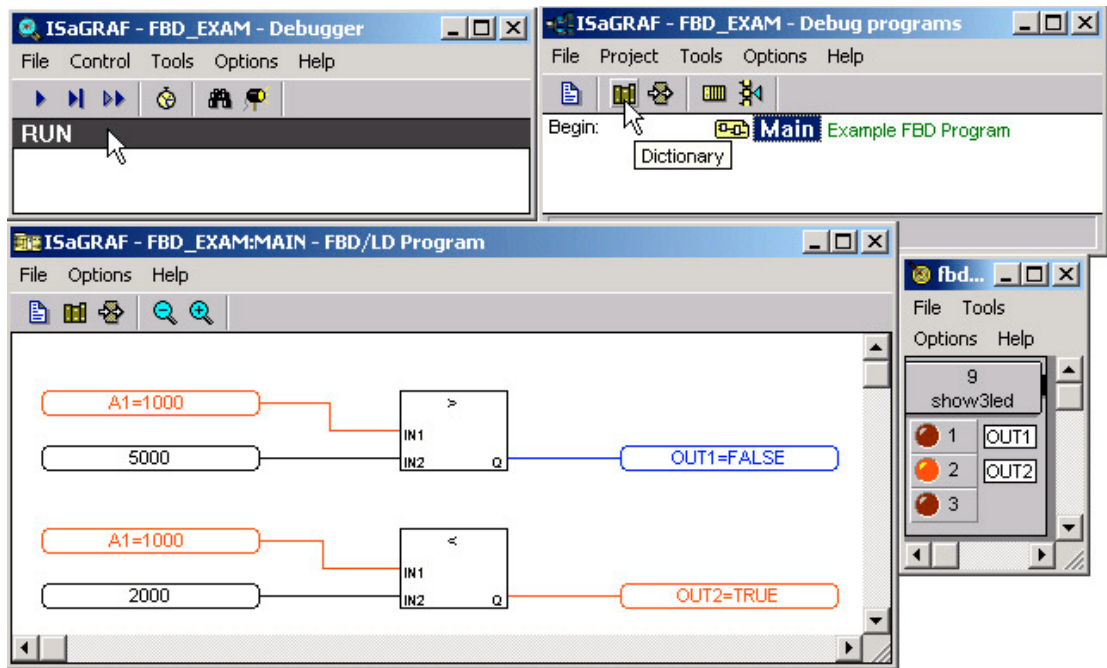 ISaGRAF - FBD_EXAM - Debugger
File Control Tools Options Help
RUN
ISaGRAF - FBD_EXAM - Debug programs
File Project Tools Options Help
Begin: Main Example FBD Program
Dictionary
ISaGRAF - FBD_EXAM:MAIN - FBD/LD Program
File Options Help
A1=1000
>
IN1
5000
IN2 Q
OUT1=FALSE
A1=1000
<
IN1
2000
IN2 Q
OUT2=TRUE
fbd...
File Tools
Options Help
9
show3led
1 OUT1
2 OUT2
3